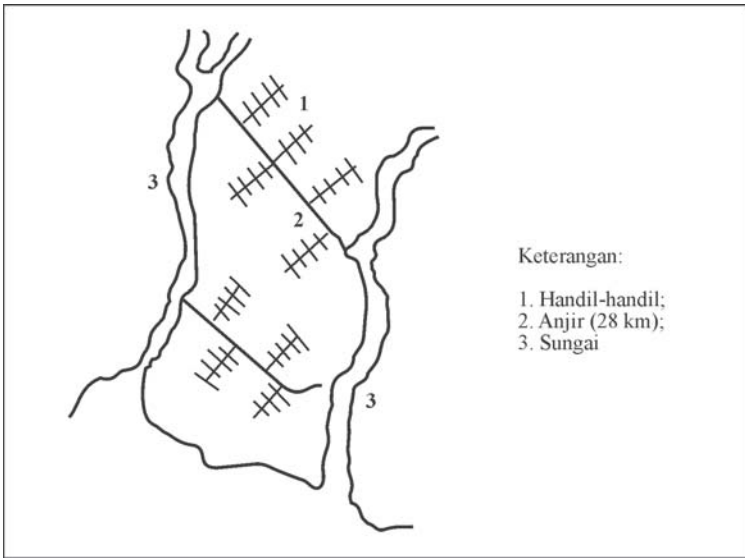 1
3
2
Keterangan:
1. Handil-handil;
2. Anjir (28 km);
3. Sungai
3